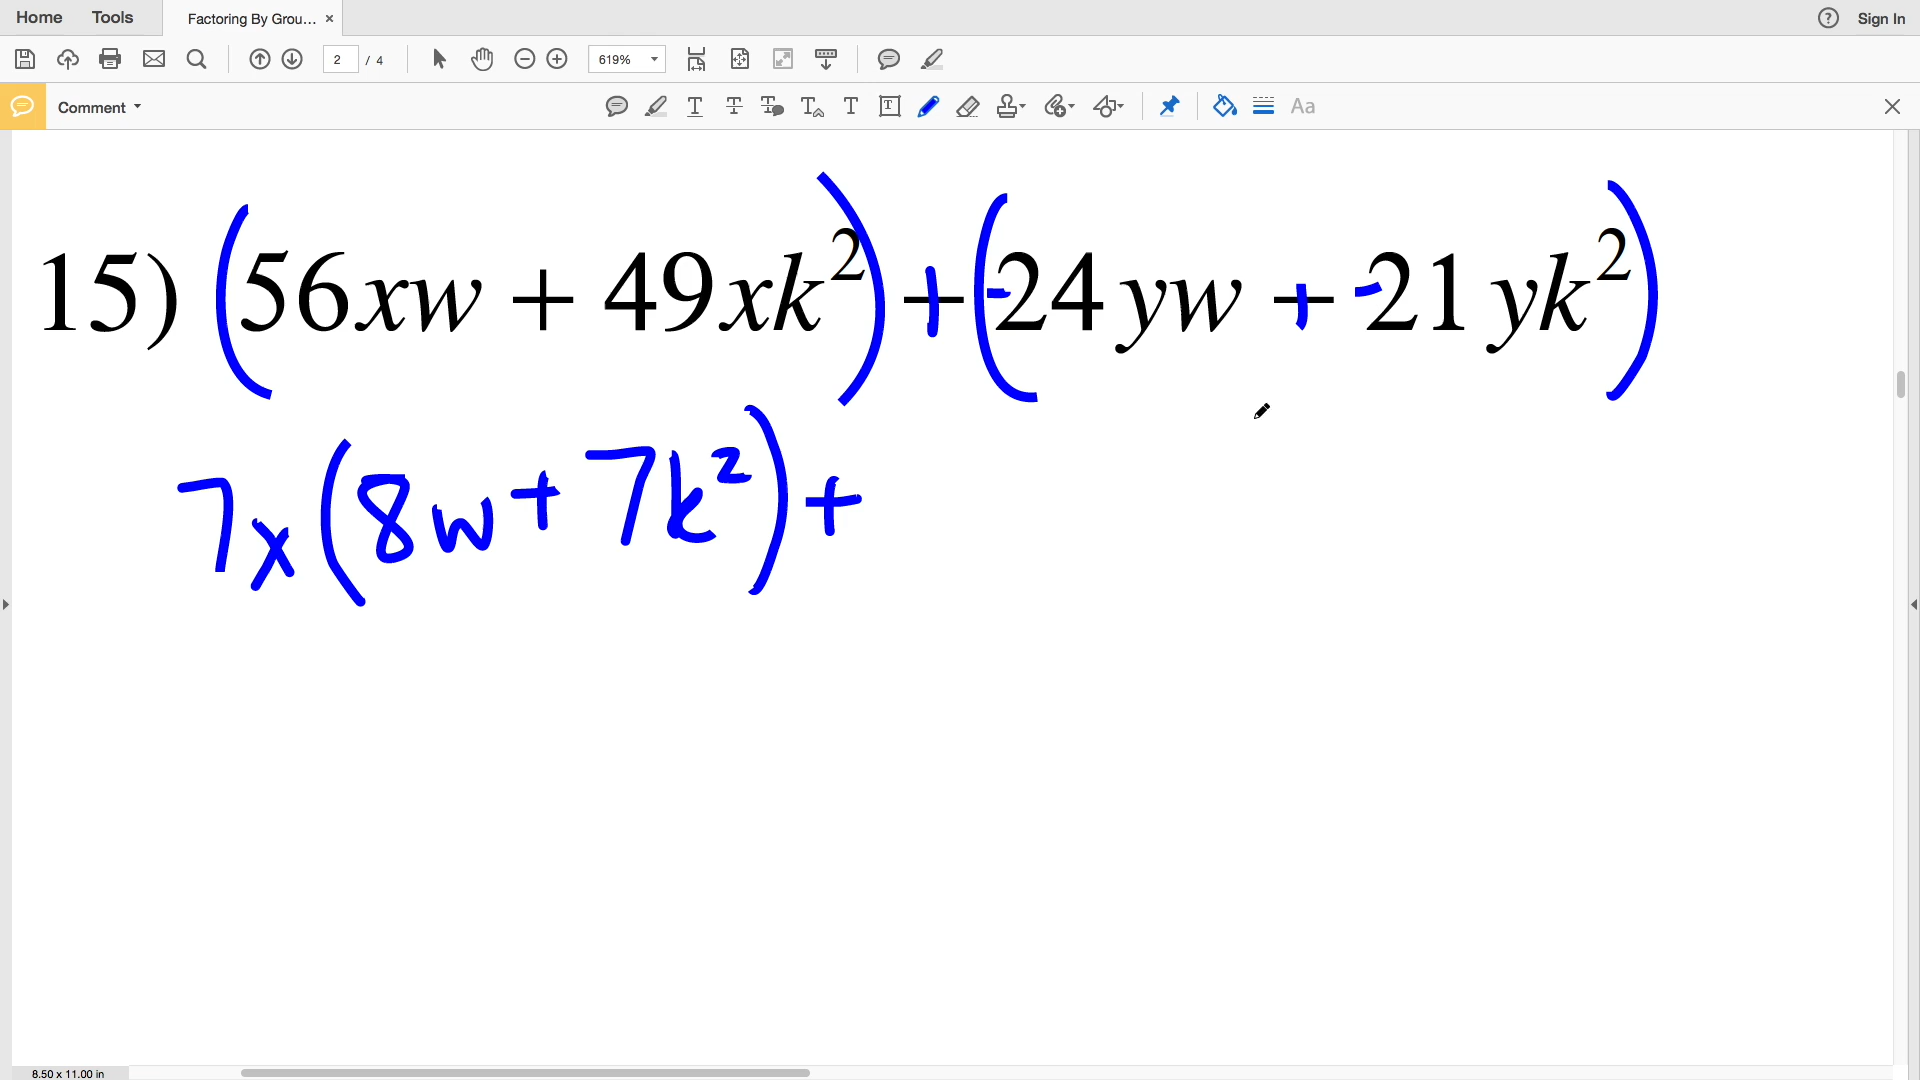 Home Tools Factoring By Grou... × ? Sign In
2 / 4 619%
Comment T T T T T T Aa
15) (56xw + 49xk²) + (-24yw + -21yk²)
7x(8w + 7k²) +
8.50 x 11.00 in